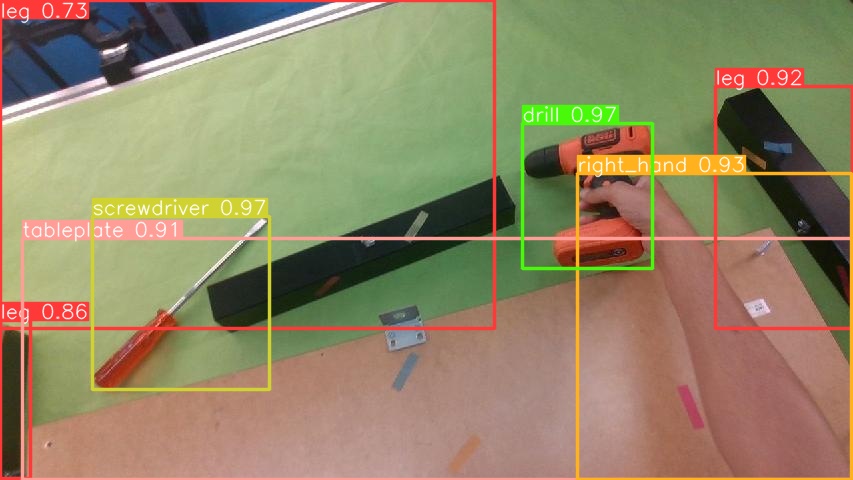 leg 0.73
leg 0.92
drill 0.97
right_hand 0.93
screwdriver 0.97
tableplate 0.91
leg 0.86